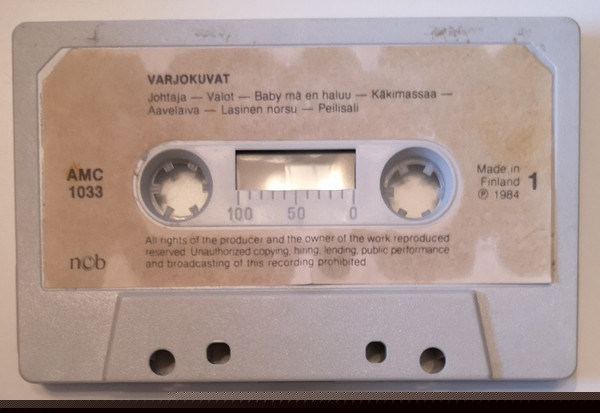 VARJOKUVAT
Johtaja — Valot — Baby mä en haluu — Käkimassaa —
Aavelaiva — Lasinen norsu — Peilisali
AMC
1033
Made in
Finland
Ⓟ 1984
1
100 50 0
All rights of the producer and the owner of the work reproduced
reserved. Unauthorized copying, hiring, lending, public performance
and broadcasting of this recording prohibited.
ncb